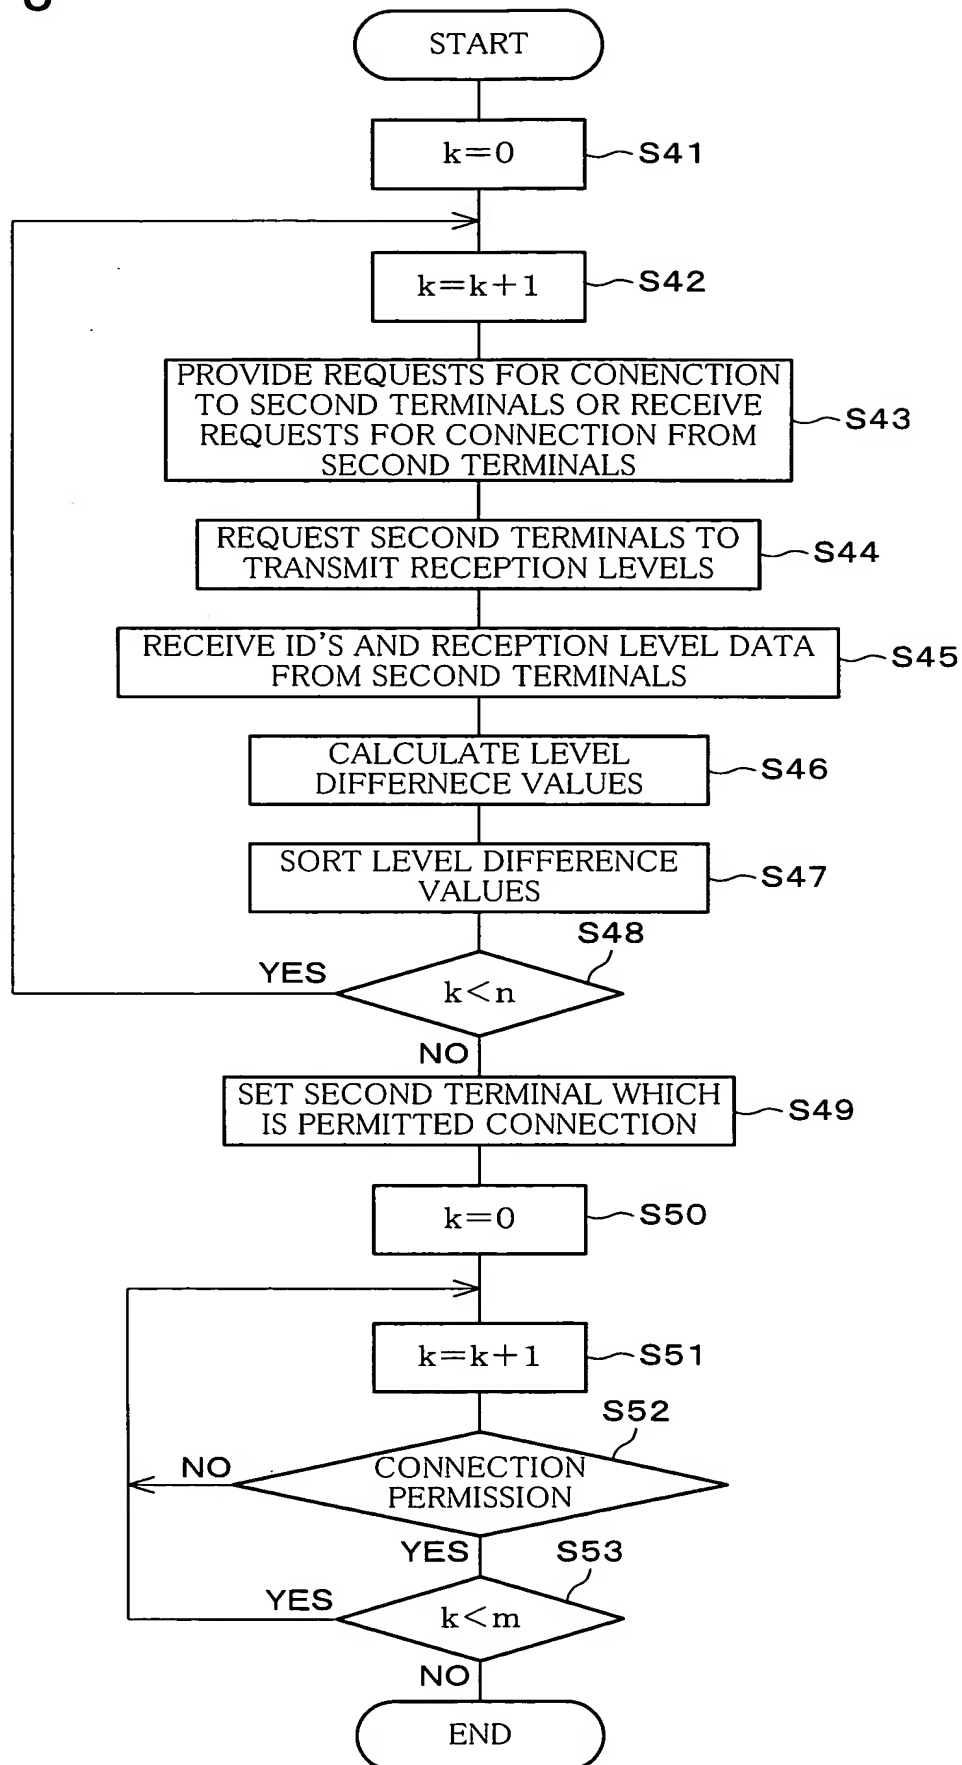 START
k=0
S41
k=k+1
S42
PROVIDE REQUESTS FOR CONENCTION
TO SECOND TERMINALS OR RECEIVE
REQUESTS FOR CONNECTION FROM
SECOND TERMINALS
S43
REQUEST SECOND TERMINALS TO
TRANSMIT RECEPTION LEVELS
S44
RECEIVE ID'S AND RECEPTION LEVEL DATA
FROM SECOND TERMINALS
S45
CALCULATE LEVEL
DIFFERNECE VALUES
S46
SORT LEVEL DIFFERENCE
VALUES
S47
S48
YES
k<n
NO
SET SECOND TERMINAL WHICH
IS PERMITTED CONNECTION
S49
k=0
S50
k=k+1
S51
S52
NO
CONNECTION
PERMISSION
YES
S53
YES
k<m
NO
END